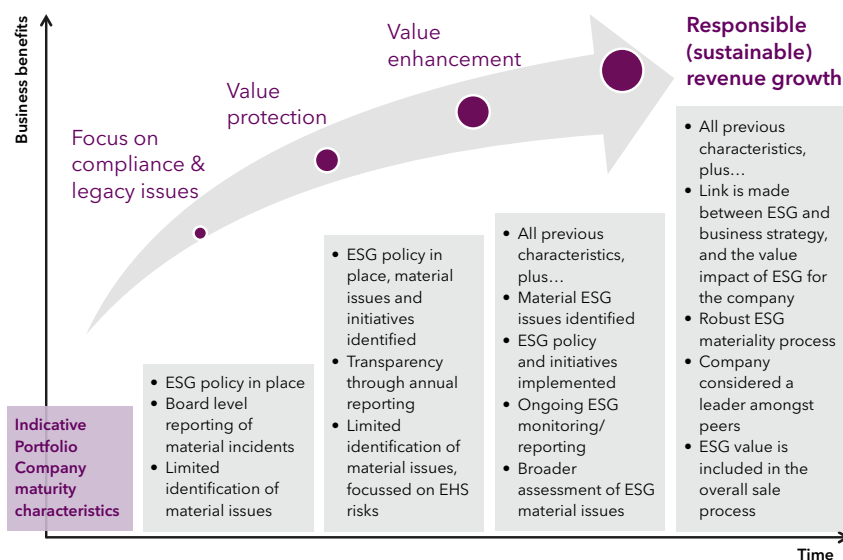 Business benefits
Focus on
compliance &
legacy issues
Value
protection
Value
enhancement
Responsible
(sustainable)
revenue growth
Indicative
Portfolio
Company
maturity
characteristics
• ESG policy in place
• Board level
reporting of
material incidents
• Limited
identification of
material issues
• ESG policy in
place, material
issues and
initiatives
identified
• Transparency
through annual
reporting
• Limited
identification of
material issues,
focussed on EHS
risks
• All previous
characteristics,
plus…
• Material ESG
issues identified
• ESG policy
and initiatives
implemented
• Ongoing ESG
monitoring/
reporting
• Broader
assessment of ESG
material issues
• All previous
characteristics,
plus…
• Link is made
between ESG and
business strategy,
and the value
impact of ESG for
the company
• Robust ESG
materiality process
• Company
considered a
leader amongst
peers
• ESG value is
included in the
overall sale
process
Time